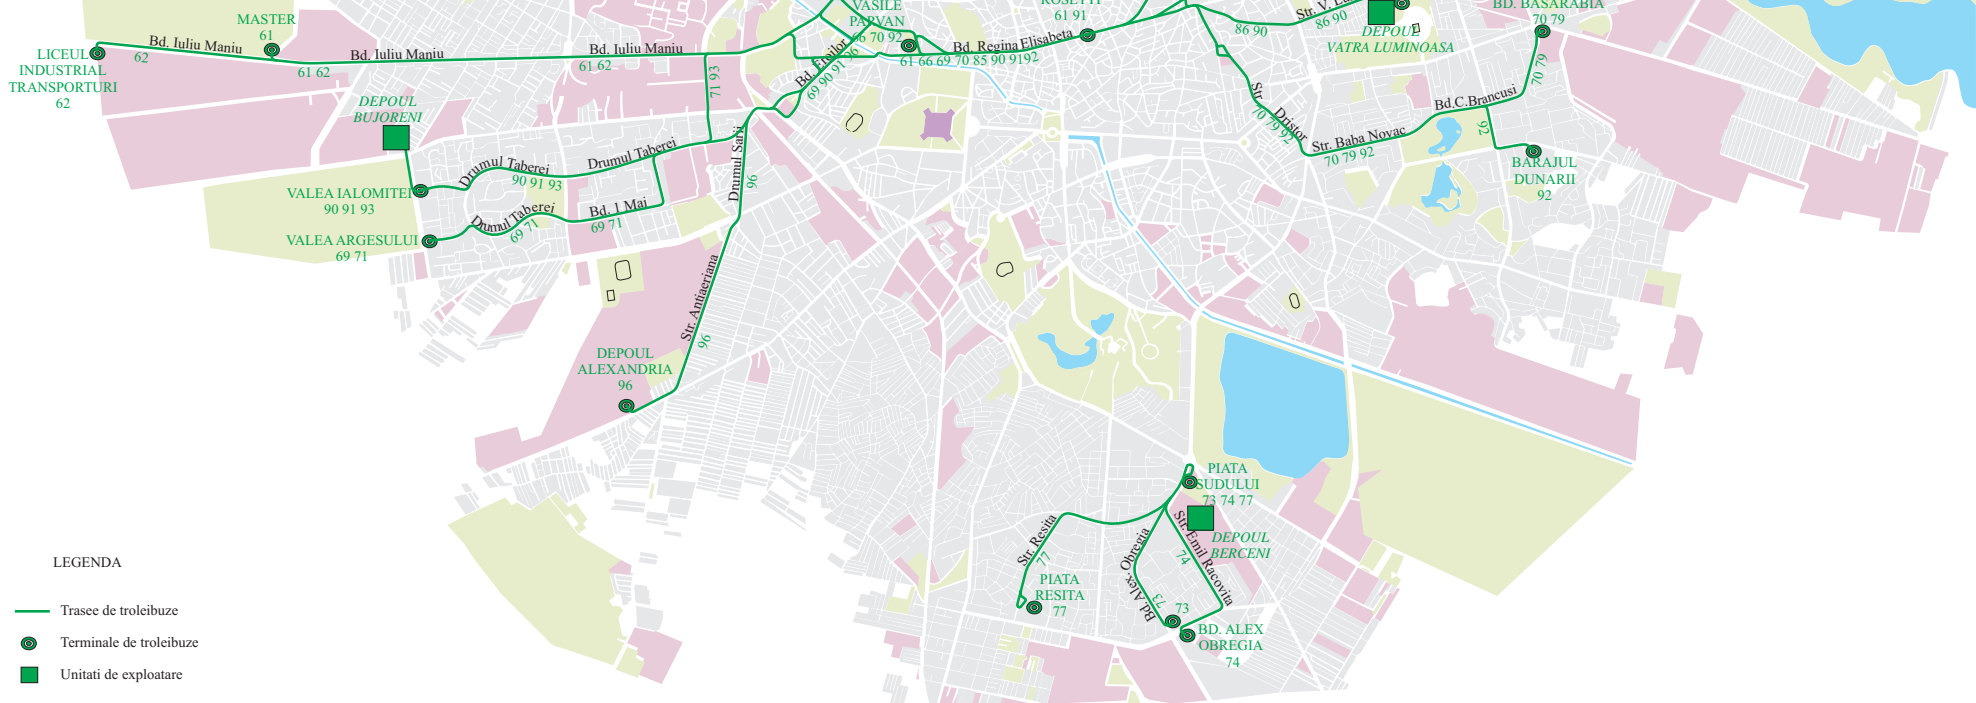 MASTER
61
LICEUL
INDUSTRIAL
TRANSPORTURI
62
Bd. Iuliu Maniu
62
Bd. Iuliu Maniu
61 62
Bd. Iuliu Maniu
61 62
71 93
DEPOUL
BUJORENI
VASILE
PARVAN
66 70 92
Bd. Eroilor
69 90 91 96
Bd. Regina Elisabeta
61 66 69 70 85 90 9192
61 91
86 90
86 90
DEPOUL
VATRA LUMINOASA
BD. BASARABIA
70 79
70 79
Str.
Dristor
70 79 92
Str. Baba Novac
70 79 92
Bd.C.Brancusi
92
BARAJUL
DUNARII
92
Drumul Taberei
90 91 93
Drumul Taberei
VALEA IALOMITEI
90 91 93
Drumul Taberei
69 71
Bd. 1 Mai
69 71
VALEA ARGESULUI
69 71
Drumul Sarii
96
Str. Antiaeriana
96
DEPOUL
ALEXANDRIA
96
PIATA
SUDULUI
73 74 77
DEPOUL
BERCENI
Str. Resita
77
PIATA
RESITA
77
Bd. Alex. Obregia
73
Str. Emil Racovita
74
73
BD. ALEX
OBREGIA
74
LEGENDA
Trasee de troleibuze
Terminale de troleibuze
Unitati de exploatare